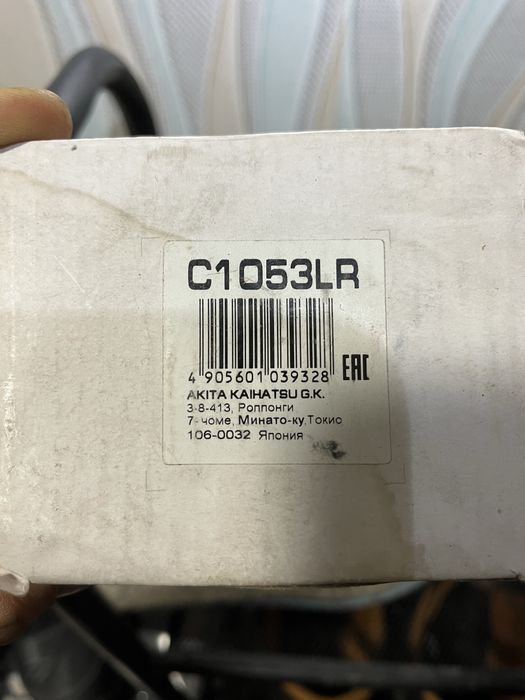 C1053LR
4 905601 039328 EAC
AKITA KAIHATSU G.K.
3-8-413, Роппонги
7- чоме, Минато-ку,Токио
106-0032 Япония